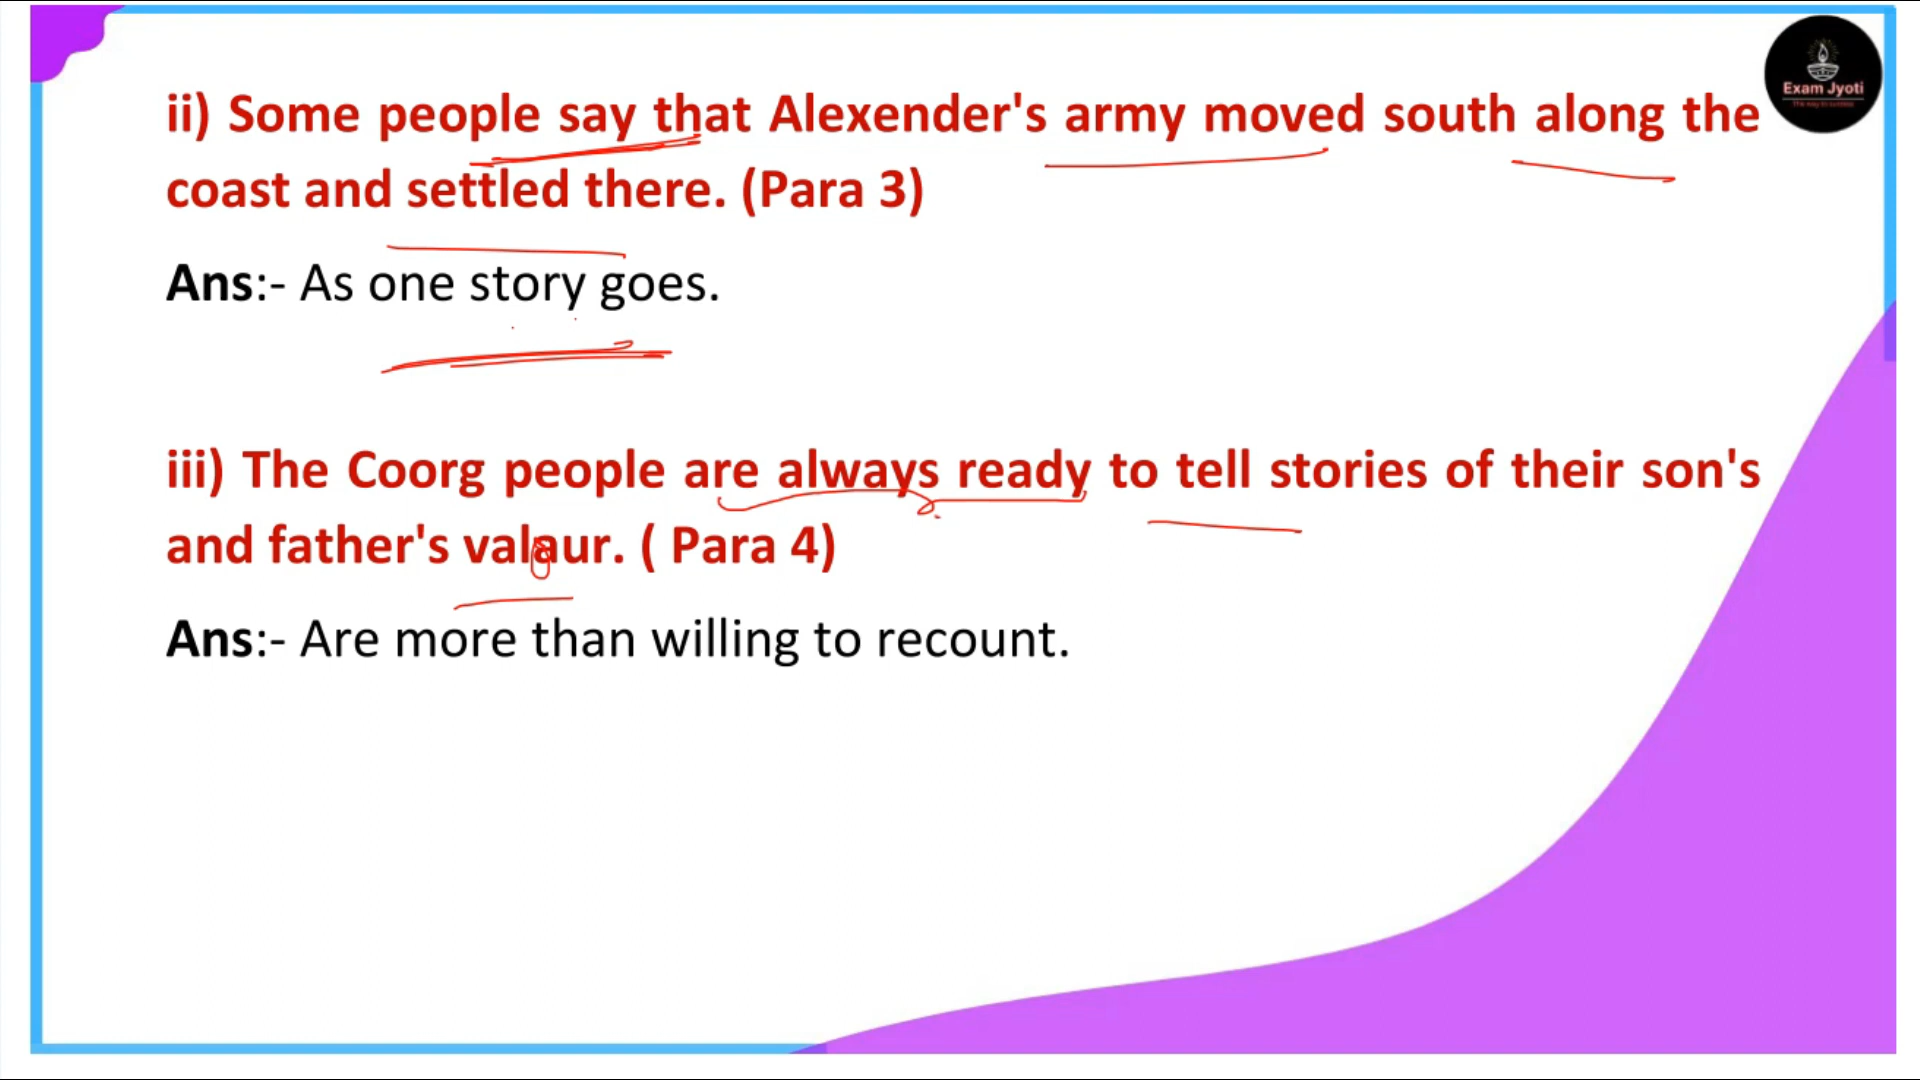 Exam Jyoti
ii) Some people say that Alexender's army moved south along the
coast and settled there. (Para 3)
Ans:- As one story goes.
iii) The Coorg people are always ready to tell stories of their son's
and father's valaur. ( Para 4)
Ans:- Are more than willing to recount.